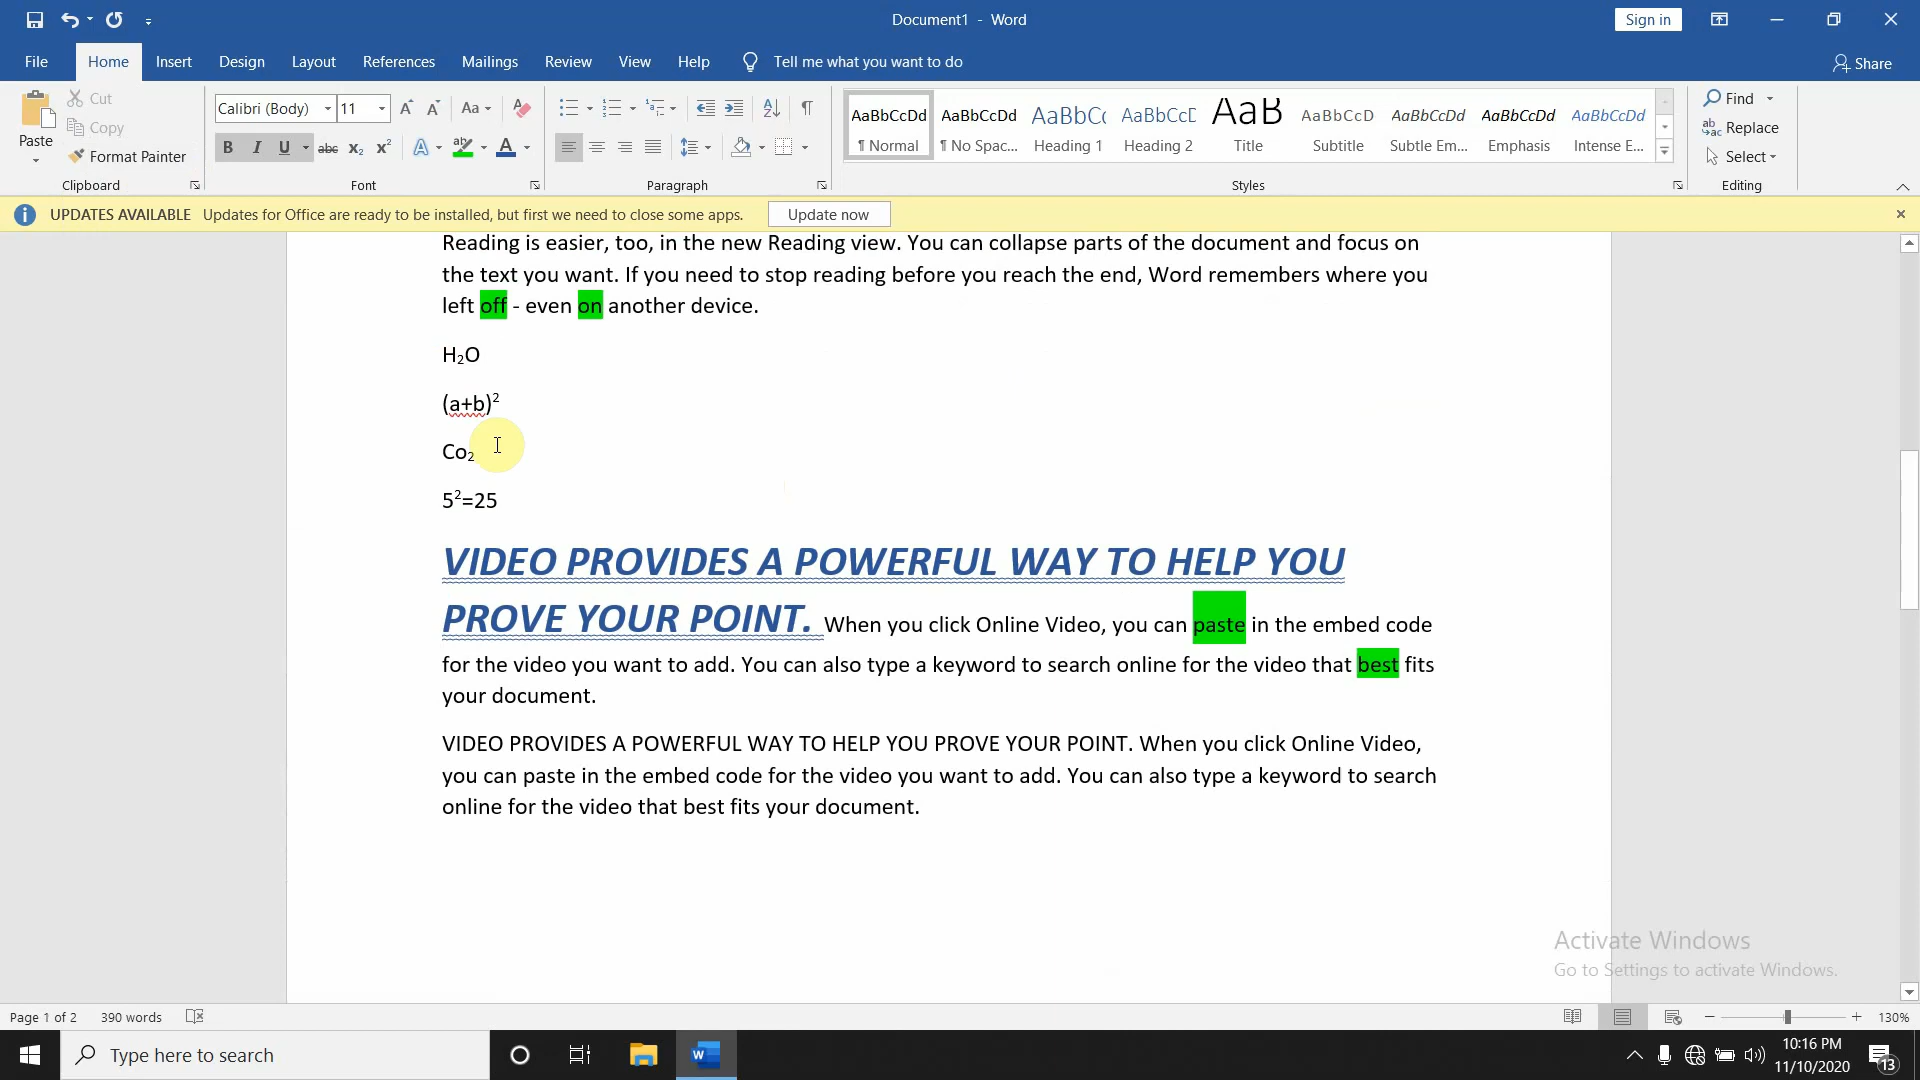 Document1 - Word
Sign in
File Home Insert Design Layout References Mailings Review View Help Tell me what you want to do Share
Paste Cut Copy Format Painter Clipboard
Calibri (Body) 11 Aa
B I U abc X₂ X² A ab A Font
Paragraph
AaBbCcDd AaBbCcDd AaBbCc AaBbCcD AaB AaBbCcD AaBbCcDd AaBbCcDd AaBbCcDd
¶ Normal ¶ No Spac... Heading 1 Heading 2 Title Subtitle Subtle Em... Emphasis Intense E...
Styles
Find Replace Select Editing
UPDATES AVAILABLE Updates for Office are ready to be installed, but first we need to close some apps. Update now
Reading is easier, too, in the new Reading view. You can collapse parts of the document and focus on
the text you want. If you need to stop reading before you reach the end, Word remembers where you
left off - even on another device.
H₂O
(a+b)²
Co₂
5²=25
VIDEO PROVIDES A POWERFUL WAY TO HELP YOU
PROVE YOUR POINT. When you click Online Video, you can paste in the embed code
for the video you want to add. You can also type a keyword to search online for the video that best fits
your document.
VIDEO PROVIDES A POWERFUL WAY TO HELP YOU PROVE YOUR POINT. When you click Online Video,
you can paste in the embed code for the video you want to add. You can also type a keyword to search
online for the video that best fits your document.
Activate Windows
Go to Settings to activate Windows.
Page 1 of 2 390 words 130%
Type here to search
10:16 PM
11/10/2020
13